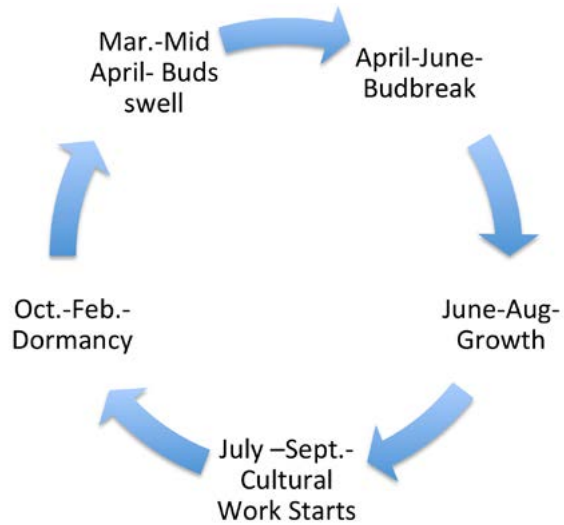 Mar.-Mid
April- Buds
swell
April-June-
Budbreak
June-Aug-
Growth
July –Sept.-
Cultural
Work Starts
Oct.-Feb.-
Dormancy